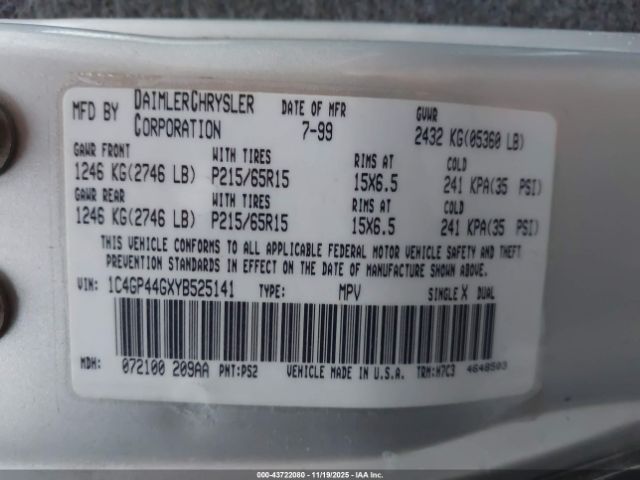 MFD BY DAIMLERCHRYSLER CORPORATION DATE OF MFR 7-99 GVWR 2432 KG(05360 LB)
GAWR FRONT WITH TIRES RIMS AT COLD
1246 KG(2746 LB) P215/65R15 15X6.5 241 KPA(35 PSI)
GAWR REAR WITH TIRES RIMS AT COLD
1246 KG(2746 LB) P215/65R15 15X6.5 241 KPA(35 PSI)
THIS VEHICLE CONFORMS TO ALL APPLICABLE FEDERAL MOTOR VEHICLE SAFETY AND THEFT
PREVENTION STANDARDS IN EFFECT ON THE DATE OF MANUFACTURE SHOWN ABOVE.
VIN: 1C4GP44GXYB525141 TYPE: MPV SINGLE X DUAL
MDH: 072100 209AA PNT:PS2 VEHICLE MADE IN U.S.A. TRM:H7C3 4648503
000-43722080 - 11/19/2025 - IAAI.com